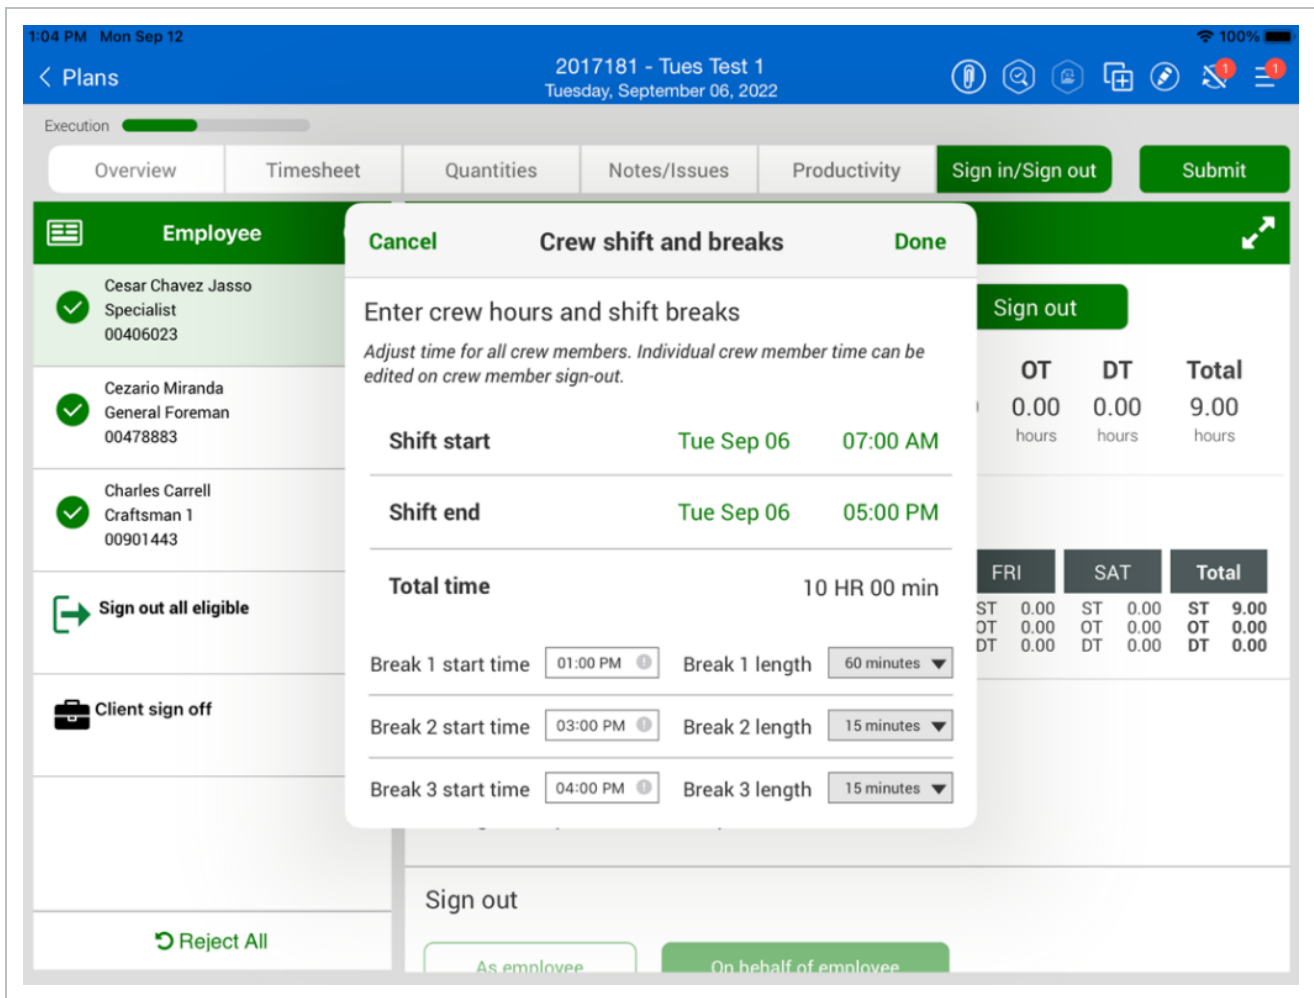 1:04 PM Mon Sep 12
100%
Plans
2017181 - Tues Test 1
Tuesday, September 06, 2022
1
1
Execution
Overview
Timesheet
Quantities
Notes/Issues
Productivity
Sign in/Sign out
Submit
Employee
Cesar Chavez Jasso
Specialist
00406023
Cezario Miranda
General Foreman
00478883
Charles Carrell
Craftsman 1
00901443
Sign out all eligible
Client sign off
Reject All
Cancel
Crew shift and breaks
Done
Enter crew hours and shift breaks
Adjust time for all crew members. Individual crew member time can be
edited on crew member sign-out.
Shift start Tue Sep 06 07:00 AM
Shift end Tue Sep 06 05:00 PM
Total time 10 HR 00 min
Break 1 start time 01:00 PM Break 1 length 60 minutes
Break 2 start time 03:00 PM Break 2 length 15 minutes
Break 3 start time 04:00 PM Break 3 length 15 minutes
Sign out
OT DT Total
0.00 0.00 9.00
hours hours hours
FRI SAT Total
ST 0.00 ST 0.00 ST 9.00
OT 0.00 OT 0.00 OT 0.00
DT 0.00 DT 0.00 DT 0.00
Sign out
As employee
On behalf of employee